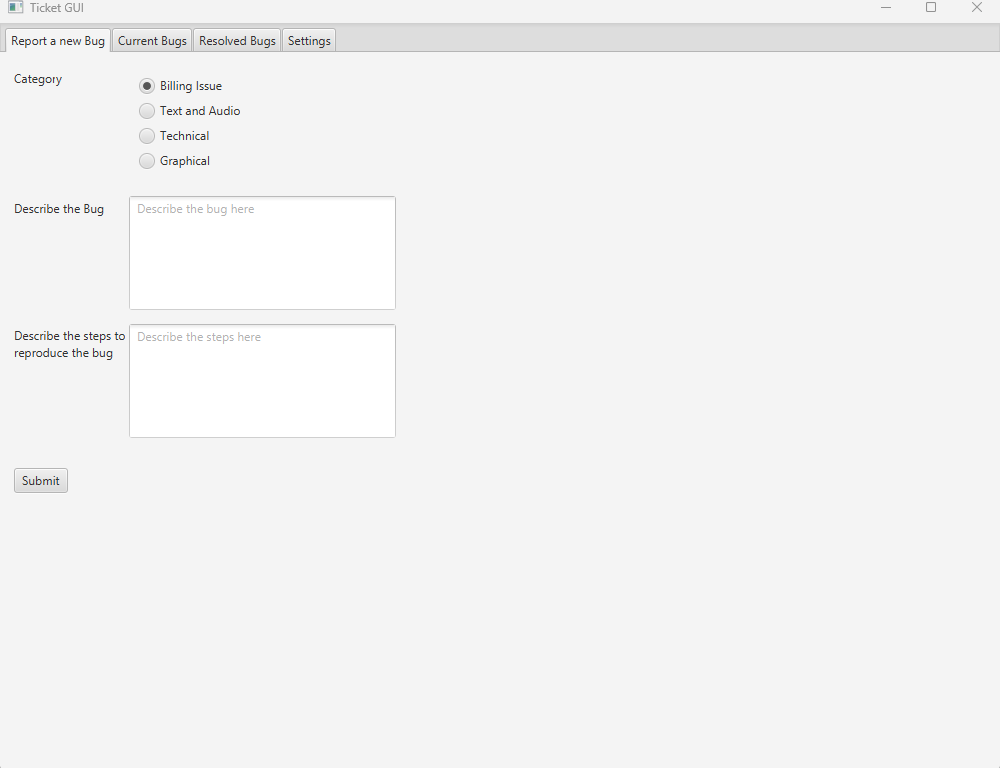 Ticket GUI
Report a new Bug
Current Bugs
Resolved Bugs
Settings
Category
Billing Issue
Text and Audio
Technical
Graphical
Describe the Bug
Describe the bug here
Describe the steps to
reproduce the bug
Describe the steps here
Submit